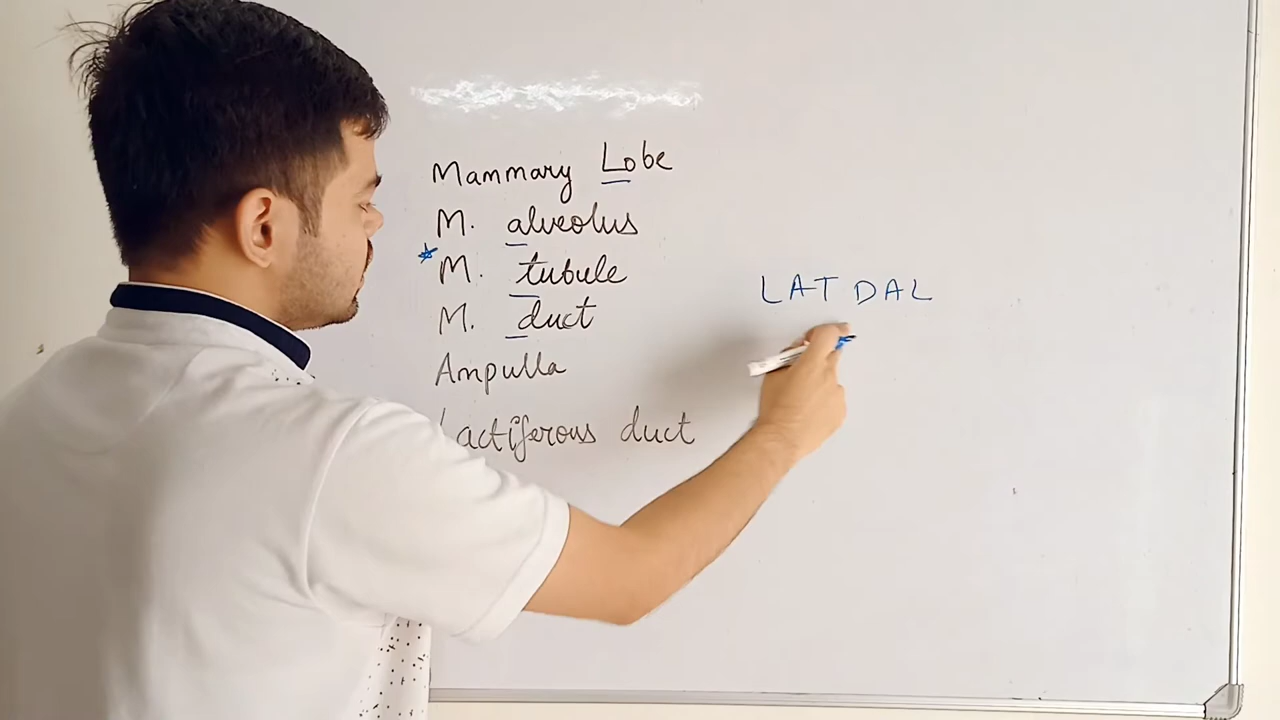 Mammary Lobe
M. alveolus
* M. tubule
M. duct
Ampulla
Lactiferous duct
LAT DAL